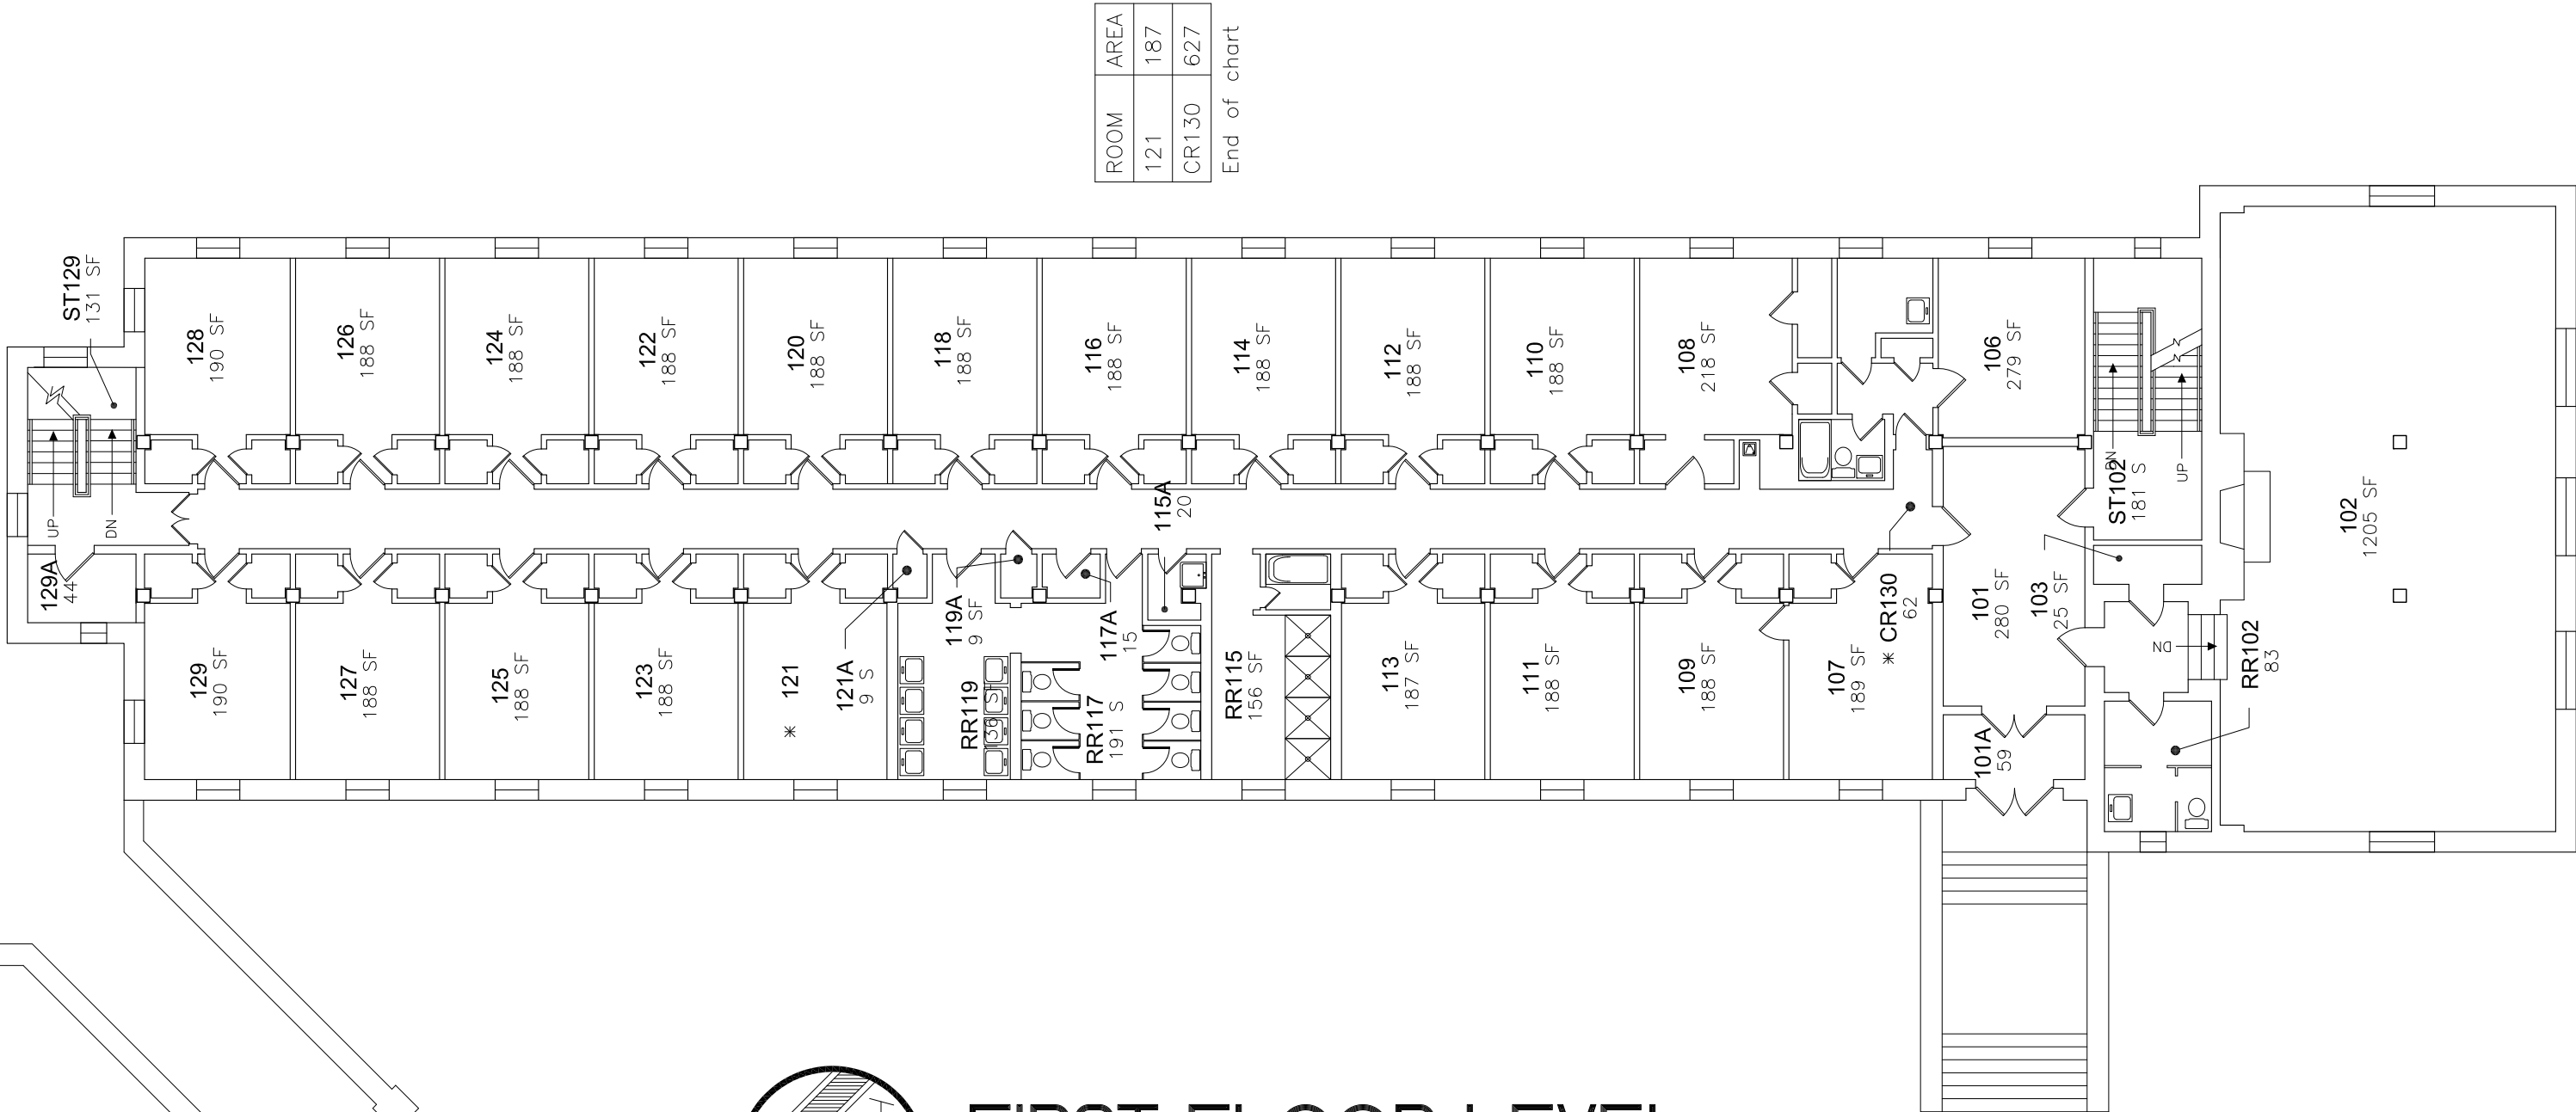 ROOM AREA
121 187
CR130 627
End of chart
ST129
131 SF
128
190 SF
126
188 SF
124
188 SF
122
188 SF
120
188 SF
118
188 SF
116
188 SF
114
188 SF
112
188 SF
110
188 SF
108
218 SF
106
279 SF
UP
DN
DN
UP
ST102
181 S
102
1205 SF
129A
44
115A
20
129
190 SF
127
188 SF
125
188 SF
123
188 SF
* 121
121A
9 S
119A
9 SF
RR119
117A
15
RR117
191 S
RR115
156 SF
113
187 SF
111
188 SF
109
188 SF
107
189 SF
* CR130
62
101
280 SF
103
25 SF
DN
RR102
83
101A
59
FIRST FLOOR LEVEL